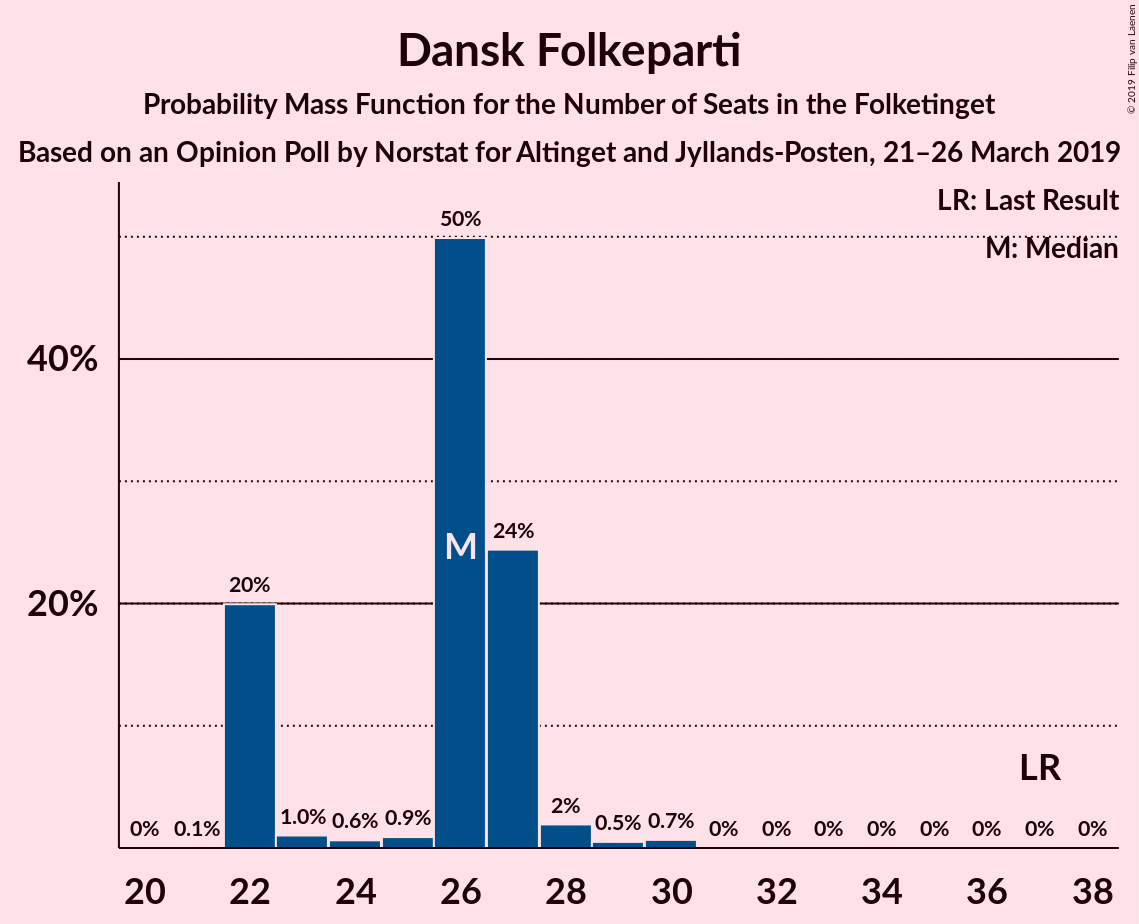 Dansk Folkeparti
Probability Mass Function for the Number of Seats in the Folketinget
Based on an Opinion Poll by Norstat for Altinget and Jyllands-Posten, 21–26 March 2019
© 2019 Filip van Laenen
LR: Last Result
M: Median
50%
40%
24%
M
20%
20%
LR
0% 0.1% 1.0% 0.6% 0.9% 2% 0.5% 0.7% 0% 0% 0% 0% 0% 0% 0% 0%
20 22 24 26 28 30 32 34 36 38